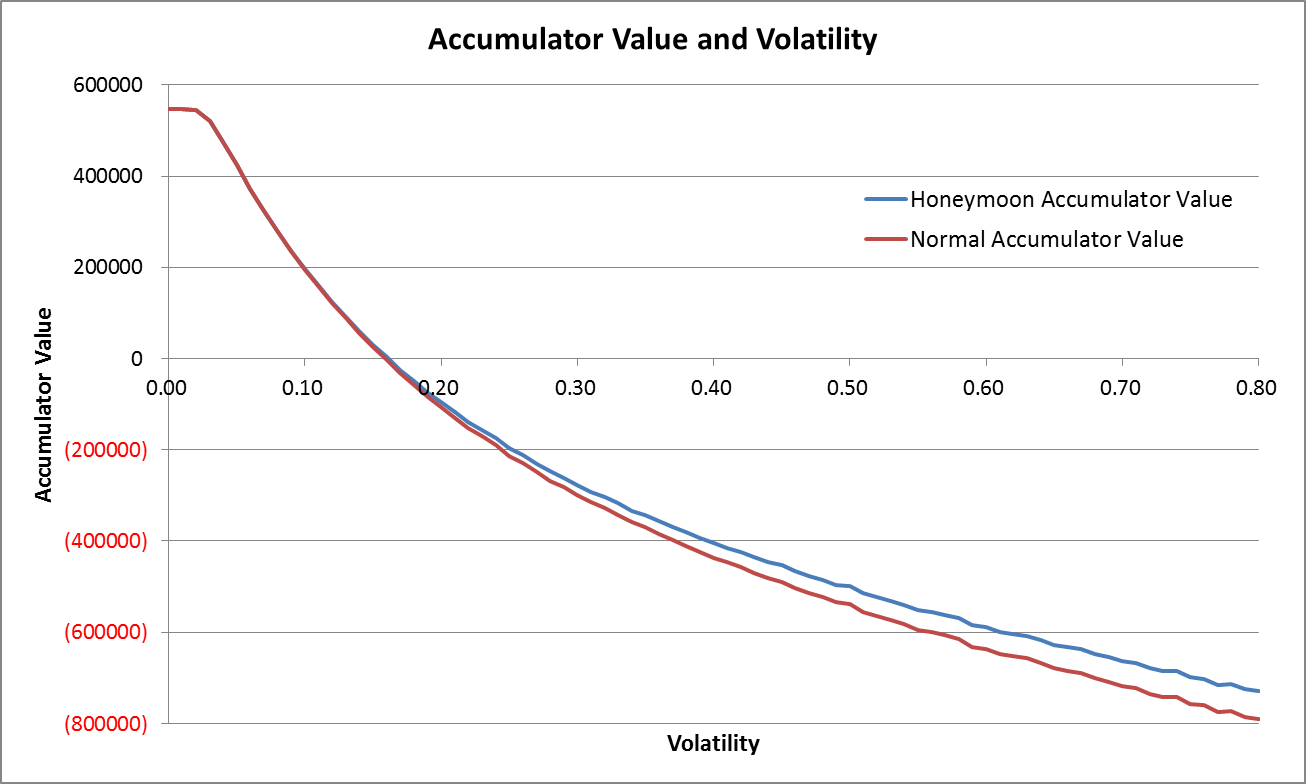 Accumulator Value and Volatility
600000
400000
200000
0
(200000)
(400000)
(600000)
(800000)
Accumulator Value
Honeymoon Accumulator Value
Normal Accumulator Value
0.00 0.10 0.20 0.30 0.40 0.50 0.60 0.70 0.80
Volatility